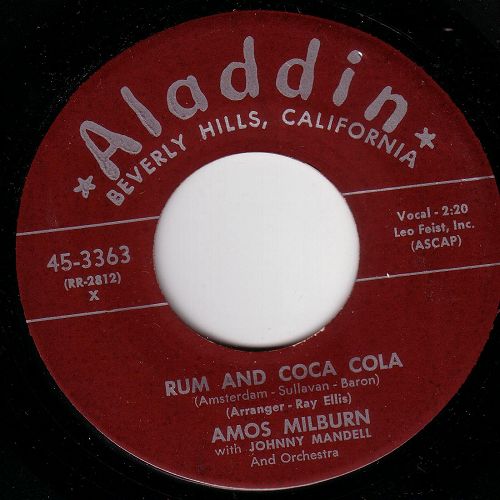 ★ Aladdin ★
BEVERLY HILLS, CALIFORNIA
45-3363
(RR-2812)
X
Vocal - 2:20
Leo Feist, Inc.
(ASCAP)
RUM AND COCA COLA
(Amsterdam - Sullavan - Baron)
(Arranger - Ray Ellis)
AMOS MILBURN
with JOHNNY MANDELL
And Orchestra